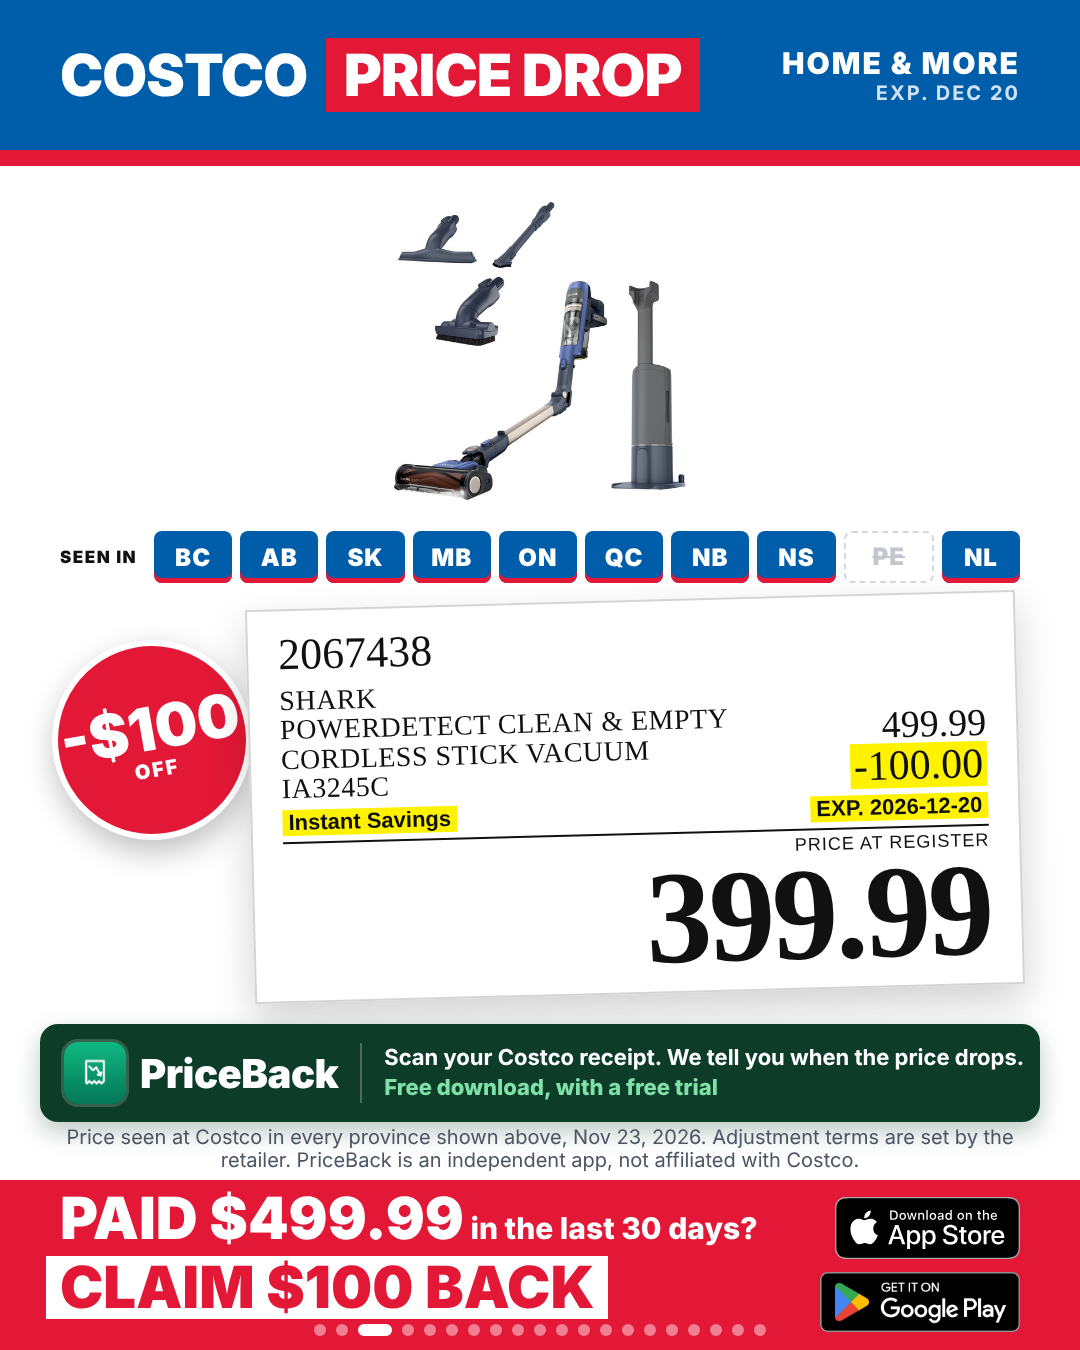 COSTCO PRICE DROP
HOME & MORE
EXP. DEC 20
SEEN IN BC AB SK MB ON QC NB NS PE NL
-$100
OFF
2067438
SHARK
POWERDETECT CLEAN & EMPTY
CORDLESS STICK VACUUM
IA3245C
Instant Savings
499.99
-100.00
EXP. 2026-12-20
PRICE AT REGISTER
399.99
PriceBack
Scan your Costco receipt. We tell you when the price drops.
Free download, with a free trial
Price seen at Costco in every province shown above, Nov 23, 2026. Adjustment terms are set by the
retailer. PriceBack is an independent app, not affiliated with Costco.
PAID $499.99 in the last 30 days?
CLAIM $100 BACK
Download on the
App Store
GET IT ON
Google Play